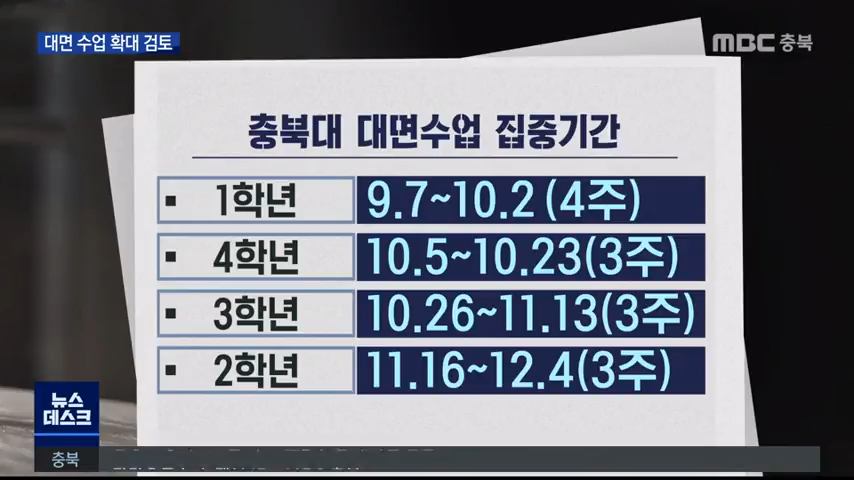 대면 수업 확대 검토
MBC 충북
충북대 대면수업 집중기간
▪ 1학년 9.7~10.2 (4주)
▪ 4학년 10.5~10.23(3주)
▪ 3학년 10.26~11.13(3주)
▪ 2학년 11.16~12.4(3주)
뉴스
데스크
충북